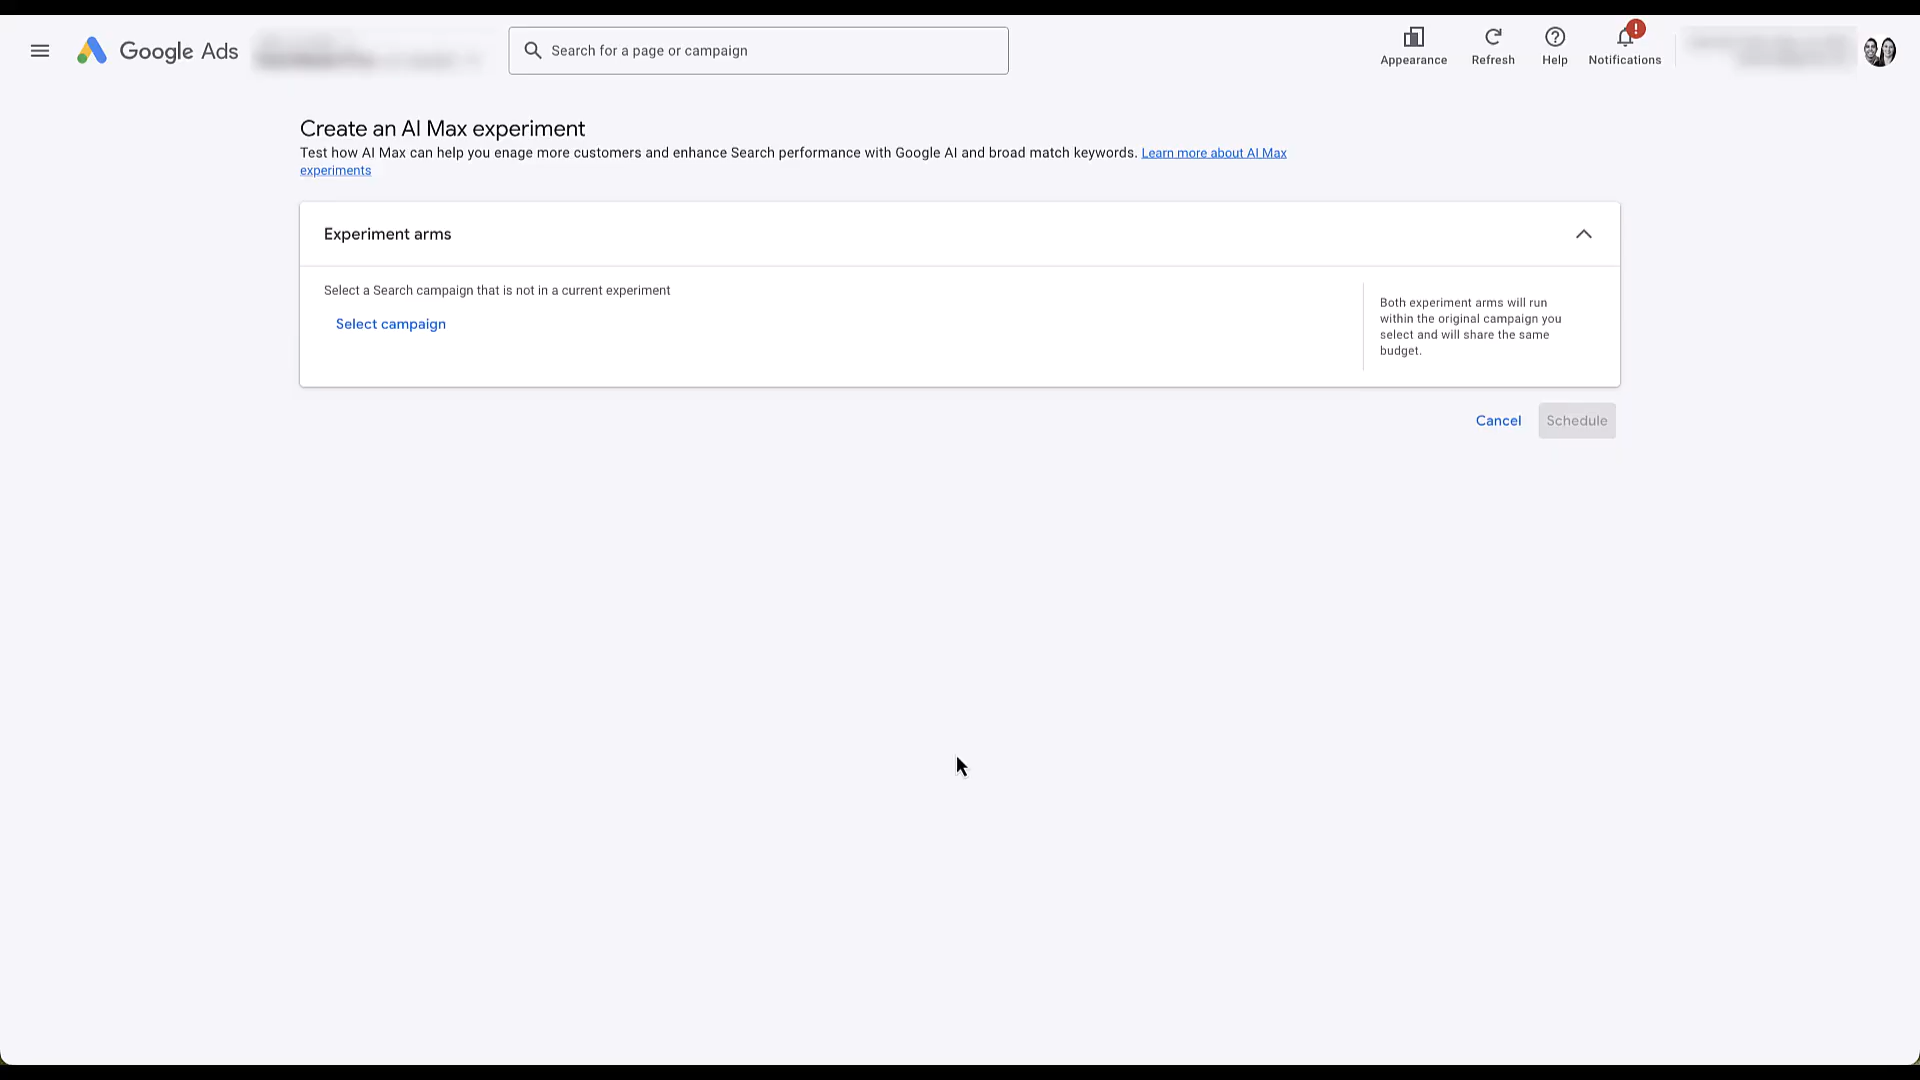 Google Ads
Search for a page or campaign
Appearance
Refresh
Help
Notifications
Create an AI Max experiment
Test how AI Max can help you enage more customers and enhance Search performance with Google AI and broad match keywords. Learn more about AI Max
experiments
Experiment arms
Select a Search campaign that is not in a current experiment
Select campaign
Both experiment arms will run
within the original campaign you
select and will share the same
budget.
Cancel
Schedule